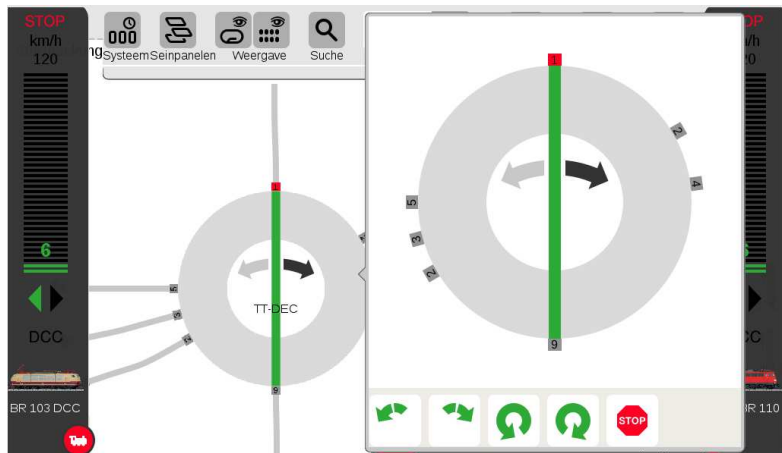 STOP
km/h
120
6
DCC
BR 103 DCC
Systeem
Seinpanelen
Weergave
Suche
1
5
3
2
TT-DEC
9
1
2
4
5
3
2
9
STOP
BR 110